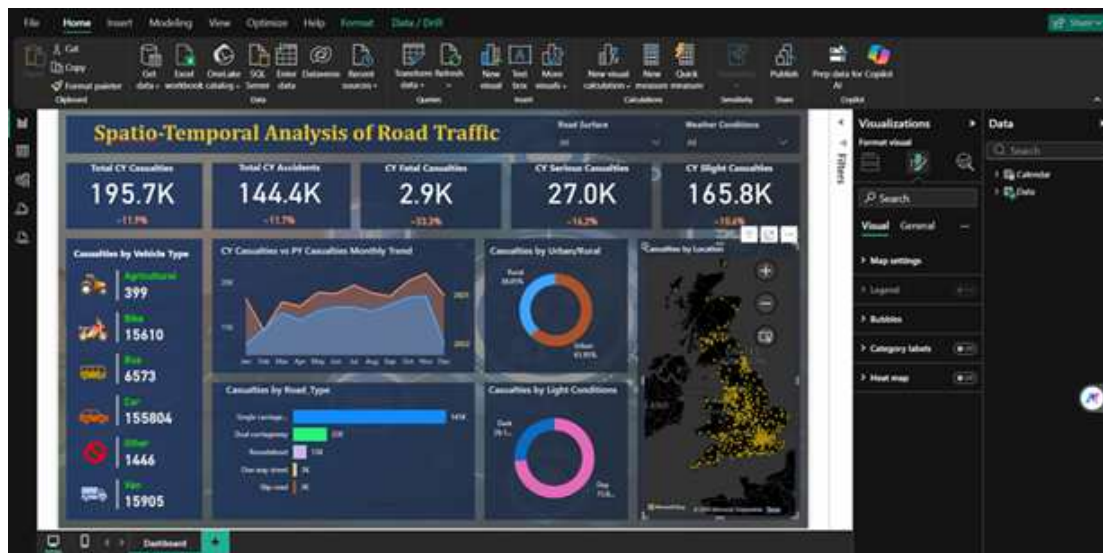 File Home Insert Modeling View Optimize Help Format Data / Drill
Share
Cut
Copy
Format painter
Clipboard
Get data
Excel workbook
OneLake catalog
SQL Server
Enter data
Dataverse
Recent sources
Data
Transform data
Refresh
Queries
New visual
Text box
More visuals
Insert
New visual calculation
New measure
Quick measure
Calculations
Sensitivity
Publish
Share
Prep data for AI
Copilot
Copilot
Spatio-Temporal Analysis of Road Traffic
Road Surface
All
Weather Conditions
All
Total CY Casualties
195.7K
-11.9%
Total CY Accidents
144.4K
-11.7%
CY Fatal Casualties
2.9K
-33.3%
CY Serious Casualties
27.0K
-16.2%
CY Slight Casualties
165.8K
-10.6%
Casualties by Vehicle Type
Agricultural
399
Bike
15610
Bus
6573
Car
155804
Other
1446
Van
15905
CY Casualties vs PY Casualties Monthly Trend
20K
2021
2022
Jan Feb Mar Apr May Jun Jul Aug Sep Oct Nov Dec
Casualties by Urban/Rural
Rural
Urban
Casualties by Location
Casualties by Road_Type
Single carriage...
Dual carriageway
Roundabout
One way street
Slip road
Casualties by Light Conditions
Dark
Day
Filters
Visualizations
Format visual
Search
Visual General
Map settings
Legend
Bubbles
Category labels
Heat map
Data
Search
Calendar
Data
Dashboard